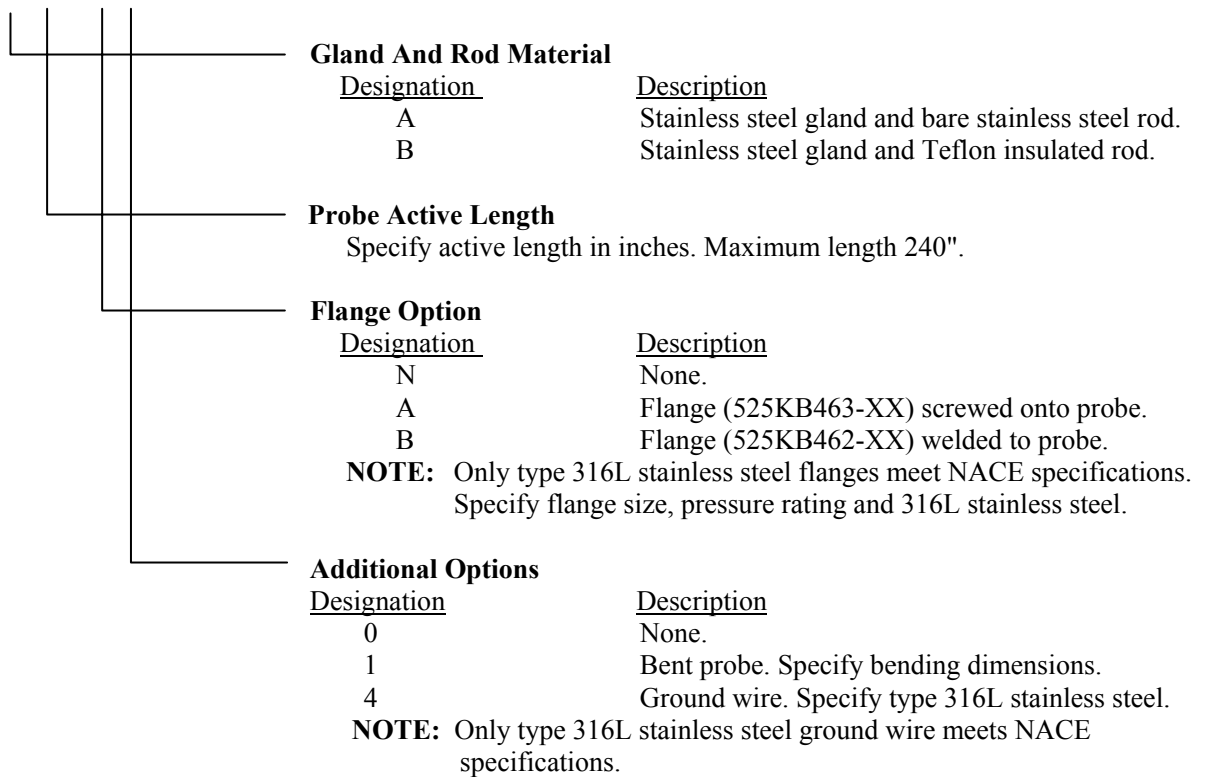 Gland And Rod Material
Designation Description
A Stainless steel gland and bare stainless steel rod.
B Stainless steel gland and Teflon insulated rod.
Probe Active Length
Specify active length in inches. Maximum length 240".
Flange Option
Designation Description
N None.
A Flange (525KB463-XX) screwed onto probe.
B Flange (525KB462-XX) welded to probe.
NOTE: Only type 316L stainless steel flanges meet NACE specifications.
Specify flange size, pressure rating and 316L stainless steel.
Additional Options
Designation Description
0 None.
1 Bent probe. Specify bending dimensions.
4 Ground wire. Specify type 316L stainless steel.
NOTE: Only type 316L stainless steel ground wire meets NACE
specifications.